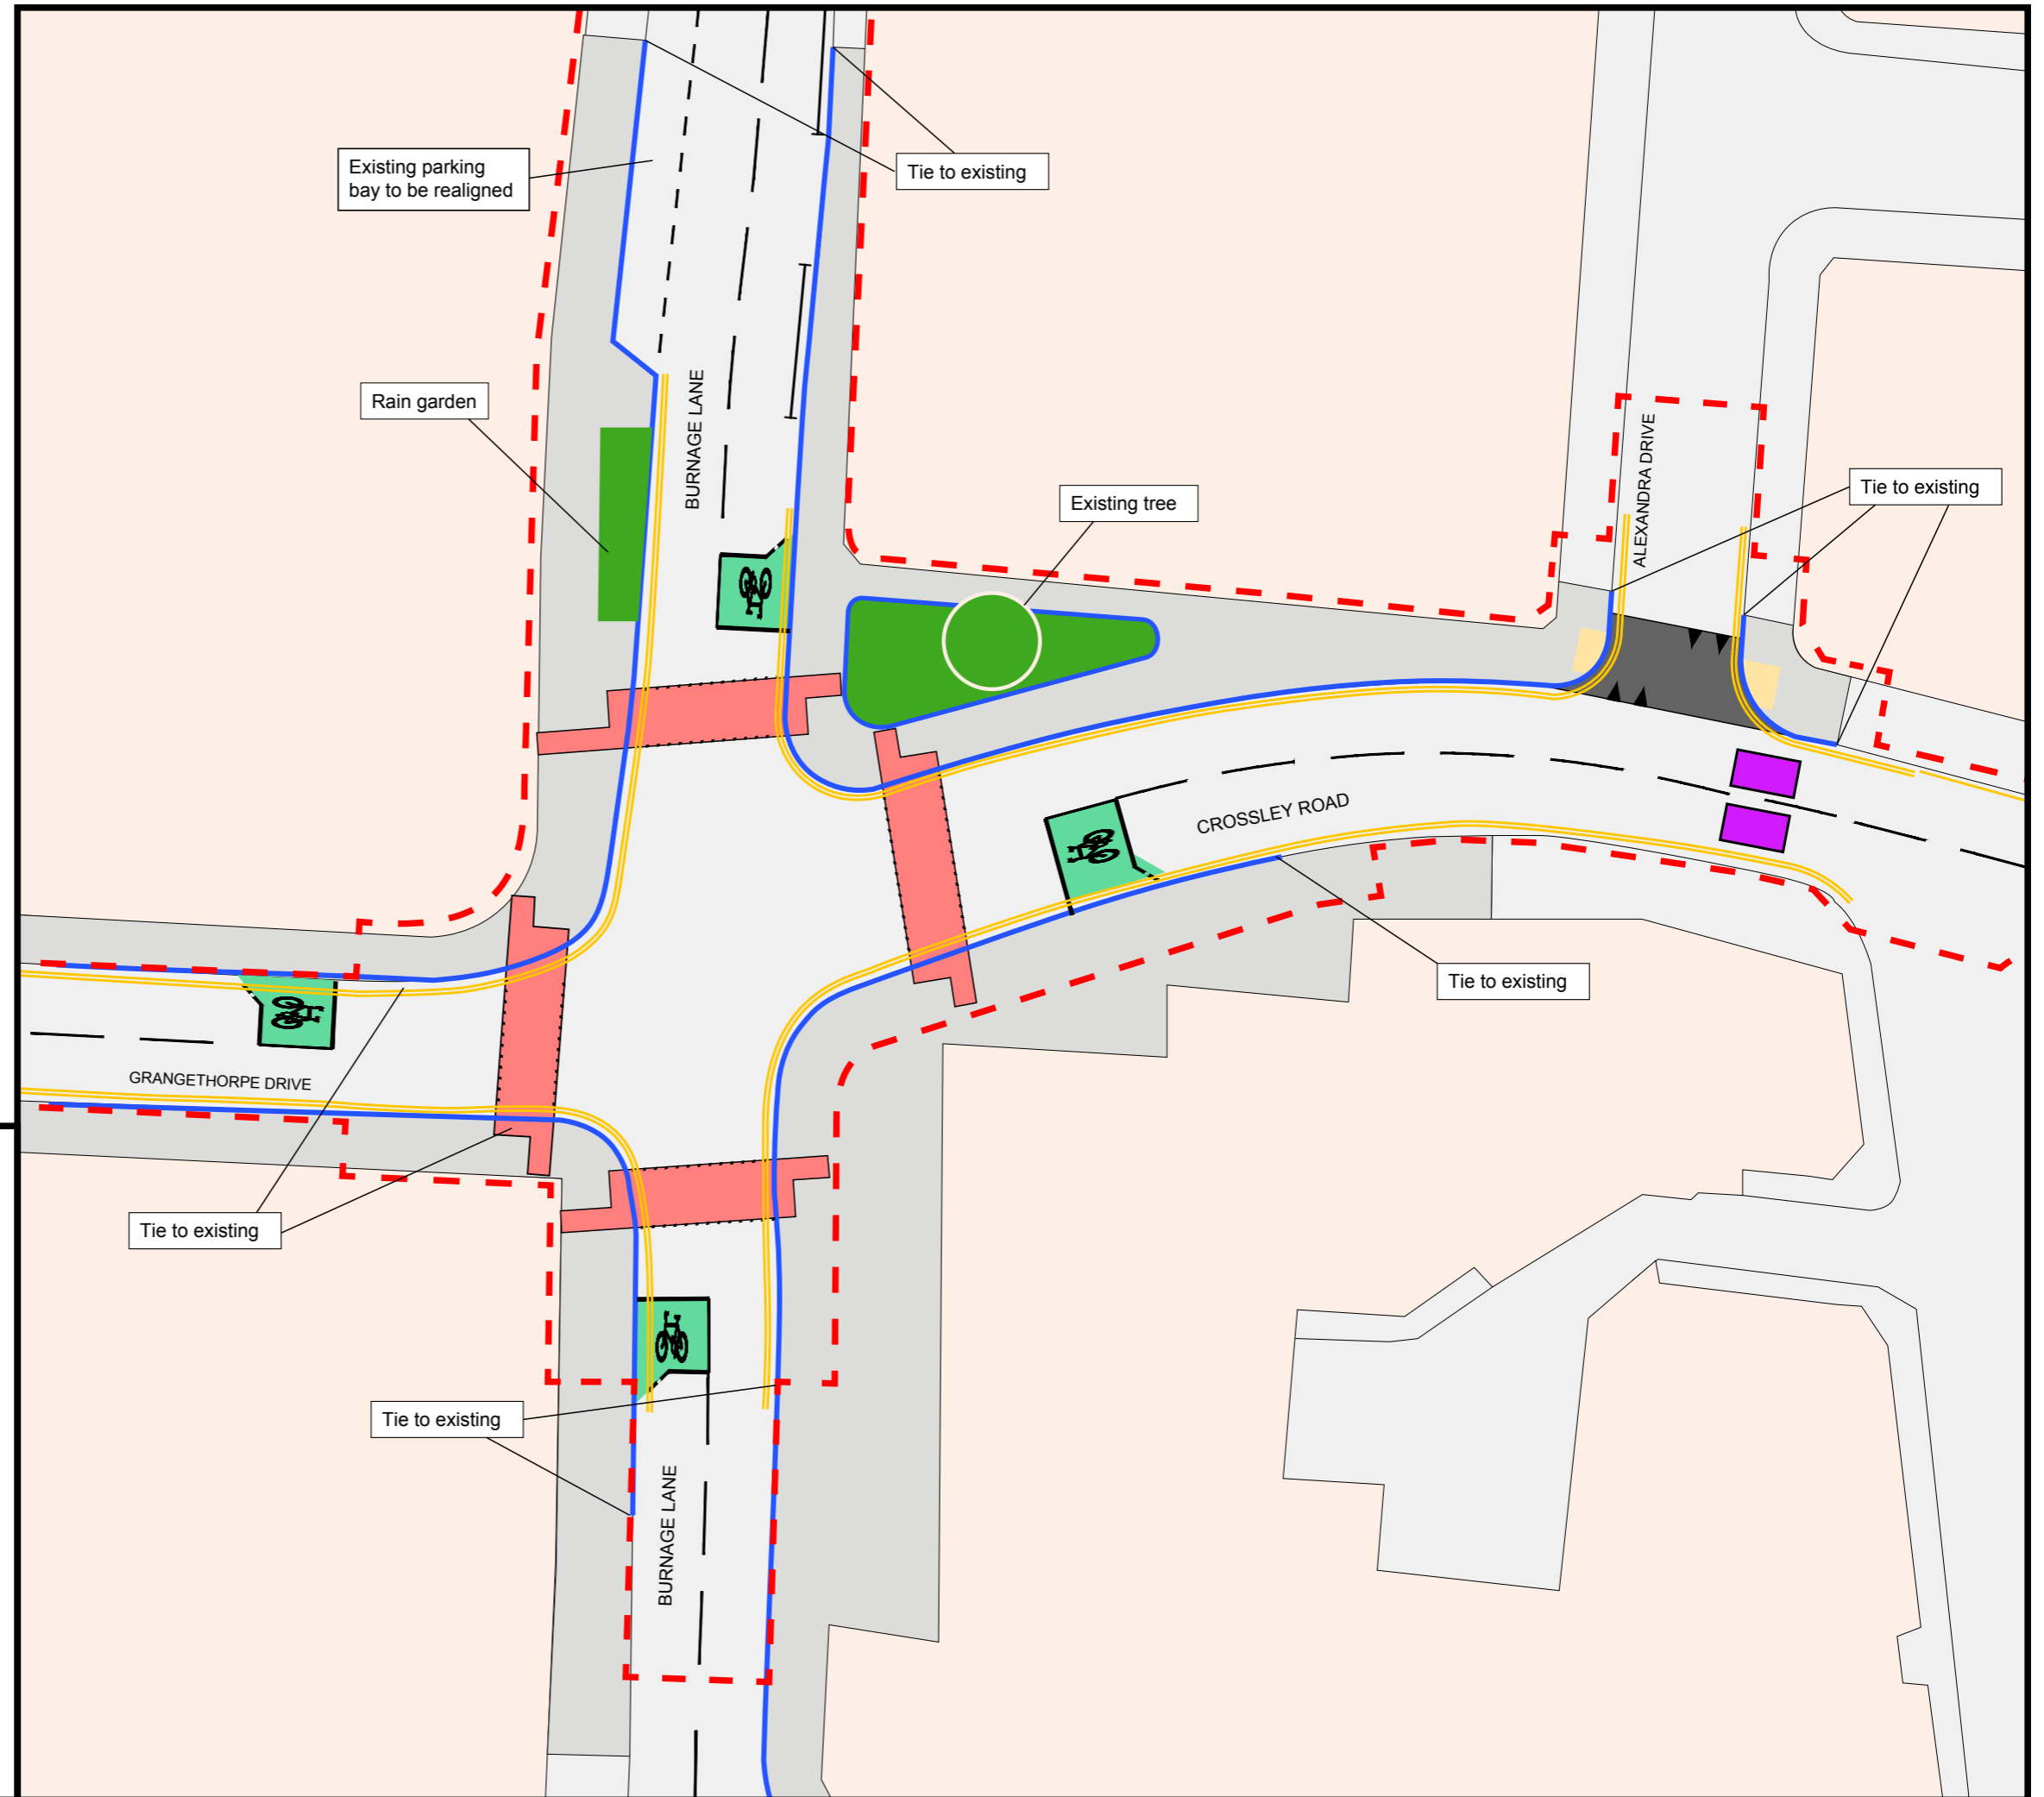 Existing parking
bay to be realigned
Tie to existing
Rain garden
BURNAGE LANE
Existing tree
ALEXANDRA DRIVE
Tie to existing
CROSSLEY ROAD
Tie to existing
GRANGETHORPE DRIVE
Tie to existing
Tie to existing
BURNAGE LANE